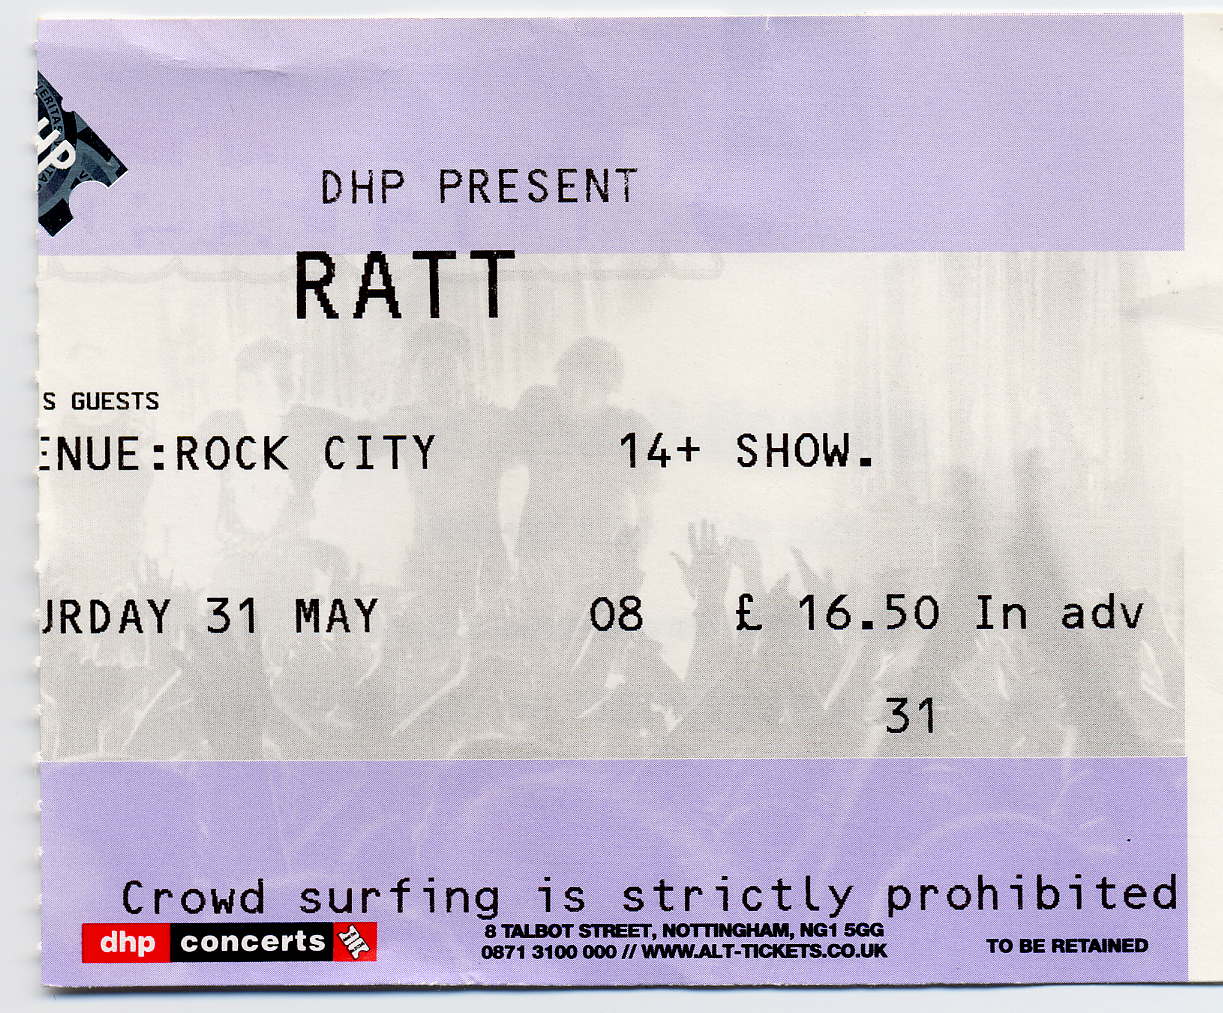 HP
DHP PRESENT
RATT
S GUESTS
ENUE:ROCK CITY 14+ SHOW.
URDAY 31 MAY 08 £ 16.50 In adv
31
Crowd surfing is strictly prohibited
dhp concerts
8 TALBOT STREET, NOTTINGHAM, NG1 5GG
0871 3100 000 // WWW.ALT-TICKETS.CO.UK
TO BE RETAINED